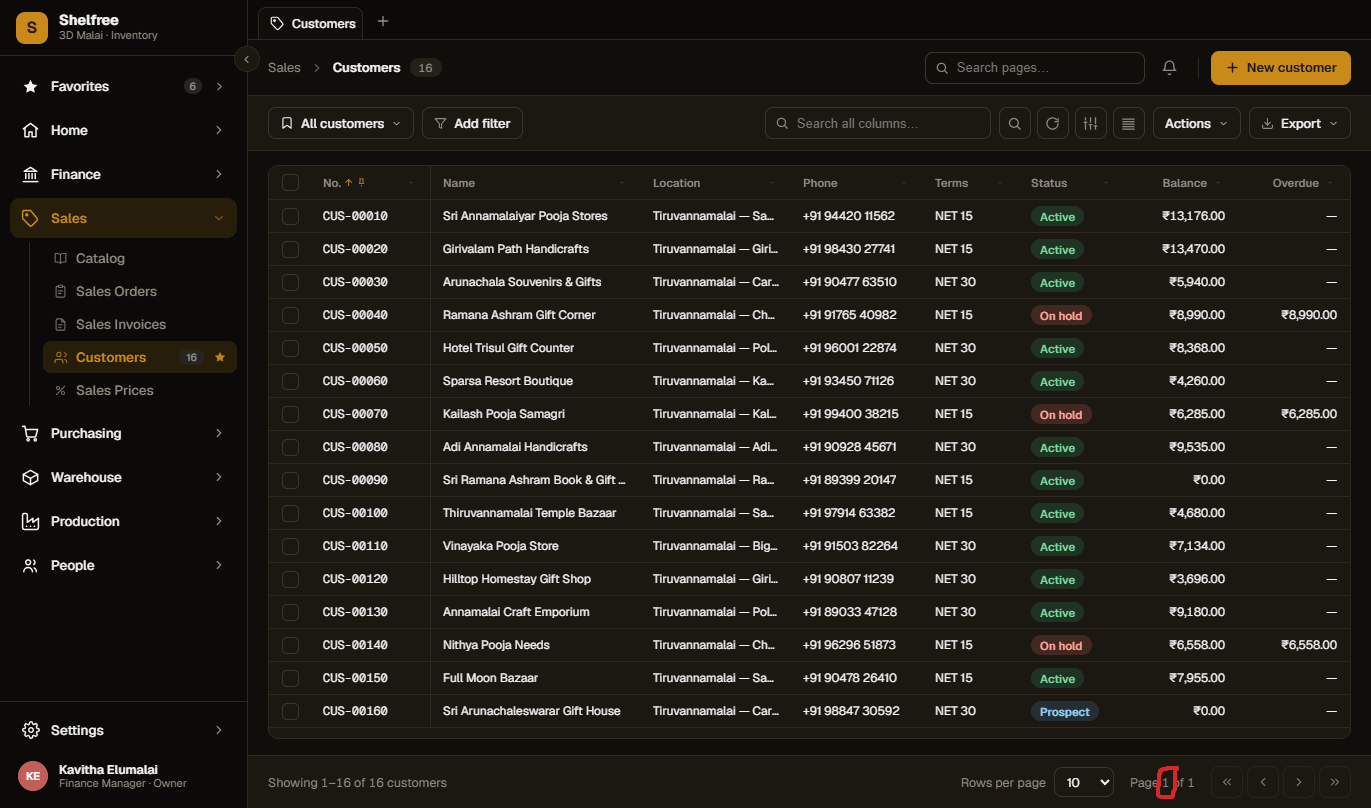 S Shelfree
3D Malai · Inventory
Customers
Sales Customers 16
Search pages...
New customer
Favorites 6
Home
Finance
Sales
Catalog
Sales Orders
Sales Invoices
Customers 16
Sales Prices
Purchasing
Warehouse
Production
People
Settings
KE Kavitha Elumalai
Finance Manager · Owner
All customers Add filter Search all columns... Actions Export
No. Name Location Phone Terms Status Balance Overdue
CUS-00010 Sri Annamalaiyar Pooja Stores Tiruvannamalai — Sa... +91 94420 11562 NET 15 Active ₹13,176.00 —
CUS-00020 Girivalam Path Handicrafts Tiruvannamalai — Giri... +91 98430 27741 NET 15 Active ₹13,470.00 —
CUS-00030 Arunachala Souvenirs & Gifts Tiruvannamalai — Car... +91 90477 63510 NET 30 Active ₹5,940.00 —
CUS-00040 Ramana Ashram Gift Corner Tiruvannamalai — Ch... +91 91765 40982 NET 15 On hold ₹8,990.00 ₹8,990.00
CUS-00050 Hotel Trisul Gift Counter Tiruvannamalai — Pol... +91 96001 22874 NET 30 Active ₹8,368.00 —
CUS-00060 Sparsa Resort Boutique Tiruvannamalai — Ka... +91 93450 71126 NET 30 Active ₹4,260.00 —
CUS-00070 Kailash Pooja Samagri Tiruvannamalai — Kal... +91 99400 38215 NET 15 On hold ₹6,285.00 ₹6,285.00
CUS-00080 Adi Annamalai Handicrafts Tiruvannamalai — Adi... +91 90928 45671 NET 30 Active ₹9,535.00 —
CUS-00090 Sri Ramana Ashram Book & Gift ... Tiruvannamalai — Ra... +91 89399 20147 NET 15 Active ₹0.00 —
CUS-00100 Thiruvannamalai Temple Bazaar Tiruvannamalai — Sa... +91 97914 63382 NET 15 Active ₹4,680.00 —
CUS-00110 Vinayaka Pooja Store Tiruvannamalai — Big... +91 91503 82264 NET 30 Active ₹7,134.00 —
CUS-00120 Hilltop Homestay Gift Shop Tiruvannamalai — Giri... +91 90807 11239 NET 30 Active ₹3,696.00 —
CUS-00130 Annamalai Craft Emporium Tiruvannamalai — Pol... +91 89033 47128 NET 30 Active ₹9,180.00 —
CUS-00140 Nithya Pooja Needs Tiruvannamalai — Ch... +91 96296 51873 NET 15 On hold ₹6,558.00 ₹6,558.00
CUS-00150 Full Moon Bazaar Tiruvannamalai — Sa... +91 90478 26410 NET 15 Active ₹7,955.00 —
CUS-00160 Sri Arunachaleswarar Gift House Tiruvannamalai — Car... +91 98847 30592 NET 30 Prospect ₹0.00 —
Showing 1–16 of 16 customers Rows per page 10 Page 1 of 1